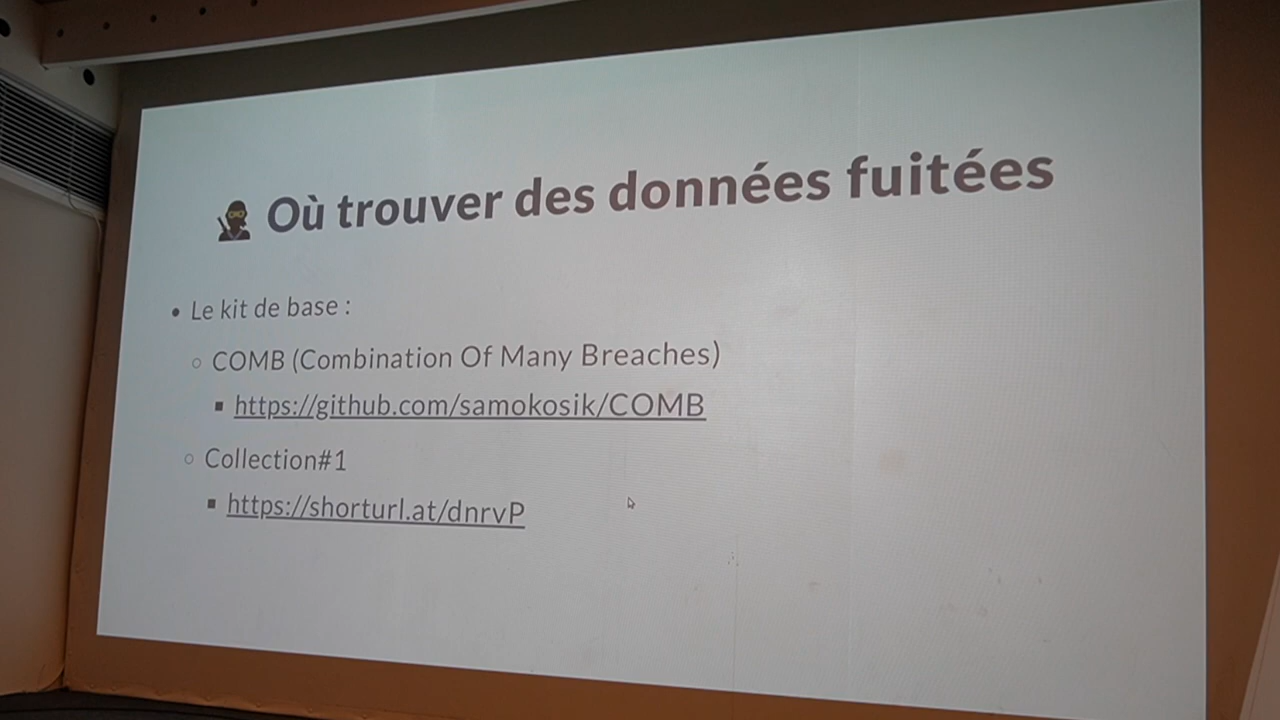 Où trouver des données fuitées
Le kit de base :
COMB (Combination Of Many Breaches)
https://github.com/samokosik/COMB
Collection#1
https://shorturl.at/dnrvP